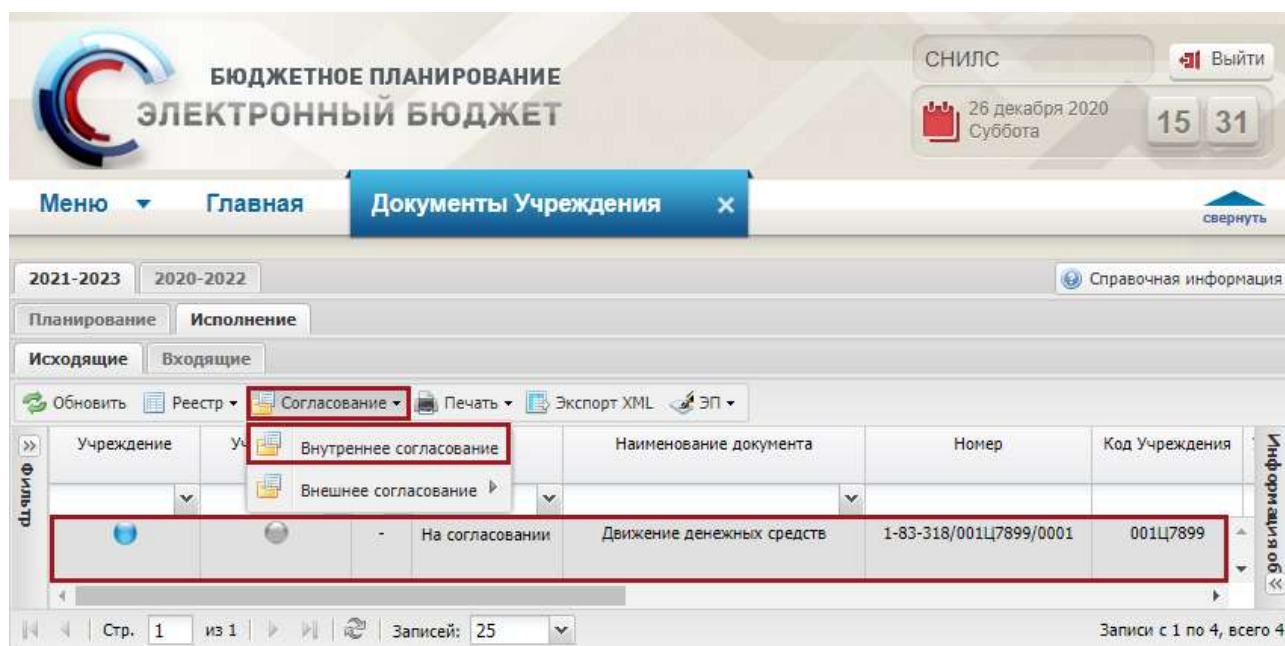 БЮДЖЕТНОЕ ПЛАНИРОВАНИЕ
ЭЛЕКТРОННЫЙ БЮДЖЕТ
СНИЛС
Выйти
26 декабря 2020
Суббота
15 31
Меню Главная Документы Учреждения
свернуть
2021-2023 2020-2022 Справочная информация
Планирование Исполнение
Исходящие Входящие
Обновить Реестр Согласование Печать Экспорт XML ЭП
Учреждение Наименование документа Номер Код Учреждения
Внутреннее согласование
Внешнее согласование
Фильтр
Информация об
- На согласовании Движение денежных средств 1-83-318/001Ц7899/0001 001Ц7899
Стр. 1 из 1 Записей: 25 Записи с 1 по 4, всего 4